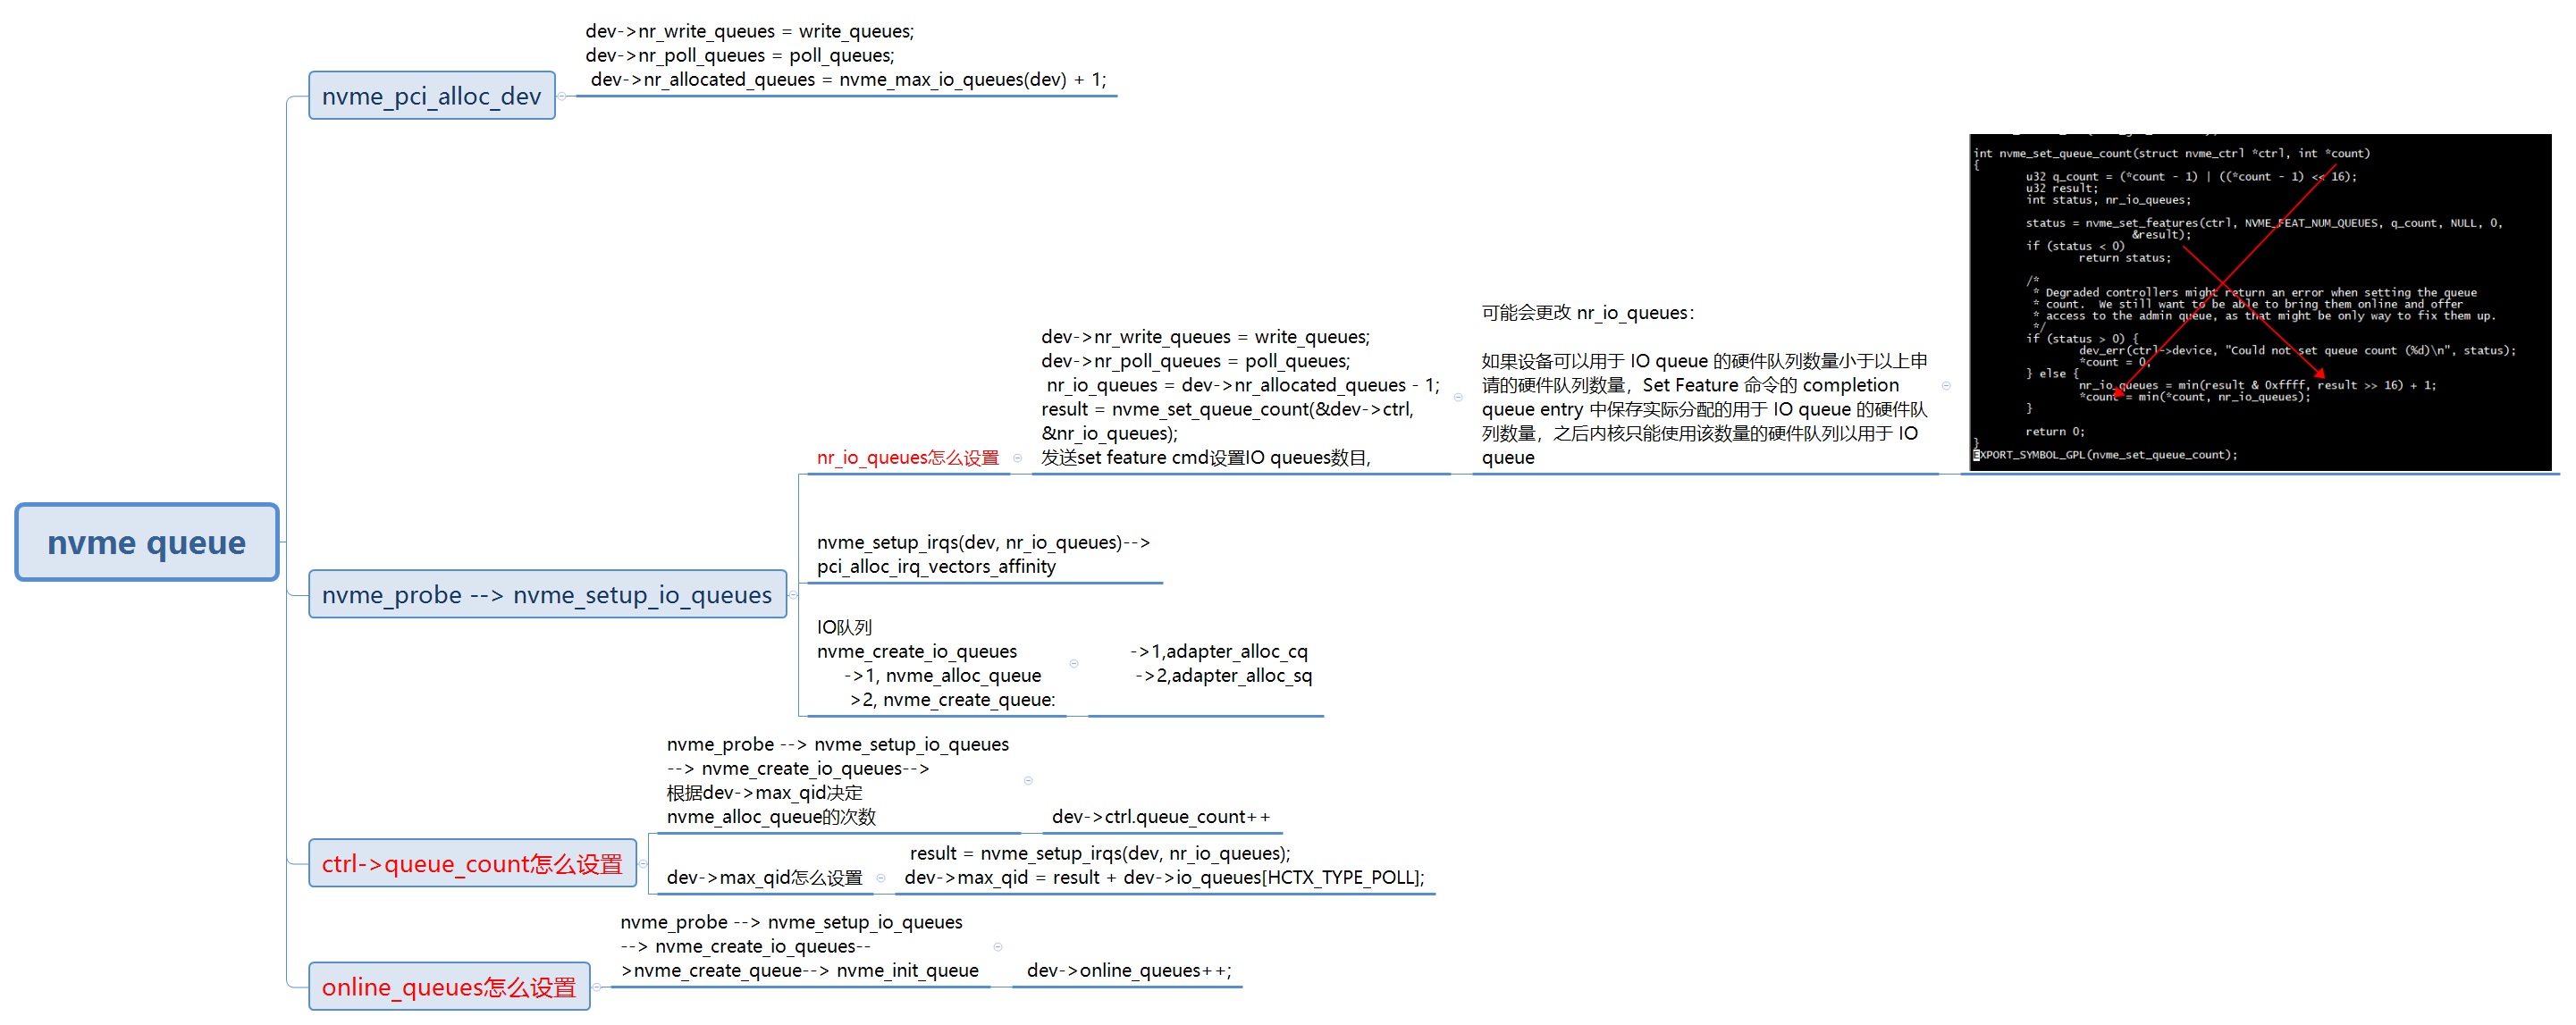 nvme queue
nvme_pci_alloc_dev
dev->nr_write_queues = write_queues;
dev->nr_poll_queues = poll_queues;
dev->nr_allocated_queues = nvme_max_io_queues(dev) + 1;
nvme_probe --> nvme_setup_io_queues
nr_io_queues怎么设置
dev->nr_write_queues = write_queues;
dev->nr_poll_queues = poll_queues;
nr_io_queues = dev->nr_allocated_queues - 1;
result = nvme_set_queue_count(&dev->ctrl,
&nr_io_queues);
发送set feature cmd设置IO queues数目,
可能会更改 nr_io_queues：
如果设备可以用于 IO queue 的硬件队列数量小于以上申
请的硬件队列数量，Set Feature 命令的 completion
queue entry 中保存实际分配的用于 IO queue 的硬件队
列数量，之后内核只能使用该数量的硬件队列以用于 IO
queue
int nvme_set_queue_count(struct nvme_ctrl *ctrl, int *count)
{
u32 q_count = (*count - 1) | ((*count - 1) << 16);
u32 result;
int status, nr_io_queues;
status = nvme_set_features(ctrl, NVME_FEAT_NUM_QUEUES, q_count, NULL, 0,
&result);
if (status < 0)
return status;
/*
* Degraded controllers might return an error when setting the queue
* count.  We still want to be able to bring them online and offer
* access to the admin queue, as that might be only way to fix them up.
*/
if (status > 0) {
dev_err(ctrl->device, "Could not set queue count (%d)\n", status);
*count = 0;
} else {
nr_io_queues = min(result & 0xffff, result >> 16) + 1;
*count = min(*count, nr_io_queues);
}
return 0;
}
EXPORT_SYMBOL_GPL(nvme_set_queue_count);
nvme_setup_irqs(dev, nr_io_queues)-->
pci_alloc_irq_vectors_affinity
IO队列
nvme_create_io_queues
->1, nvme_alloc_queue
>2, nvme_create_queue:
->1,adapter_alloc_cq
->2,adapter_alloc_sq
ctrl->queue_count怎么设置
nvme_probe --> nvme_setup_io_queues
--> nvme_create_io_queues-->
根据dev->max_qid决定
nvme_alloc_queue的次数
dev->ctrl.queue_count++
dev->max_qid怎么设置
result = nvme_setup_irqs(dev, nr_io_queues);
dev->max_qid = result + dev->io_queues[HCTX_TYPE_POLL];
online_queues怎么设置
nvme_probe --> nvme_setup_io_queues
--> nvme_create_io_queues--
>nvme_create_queue--> nvme_init_queue
dev->online_queues++;